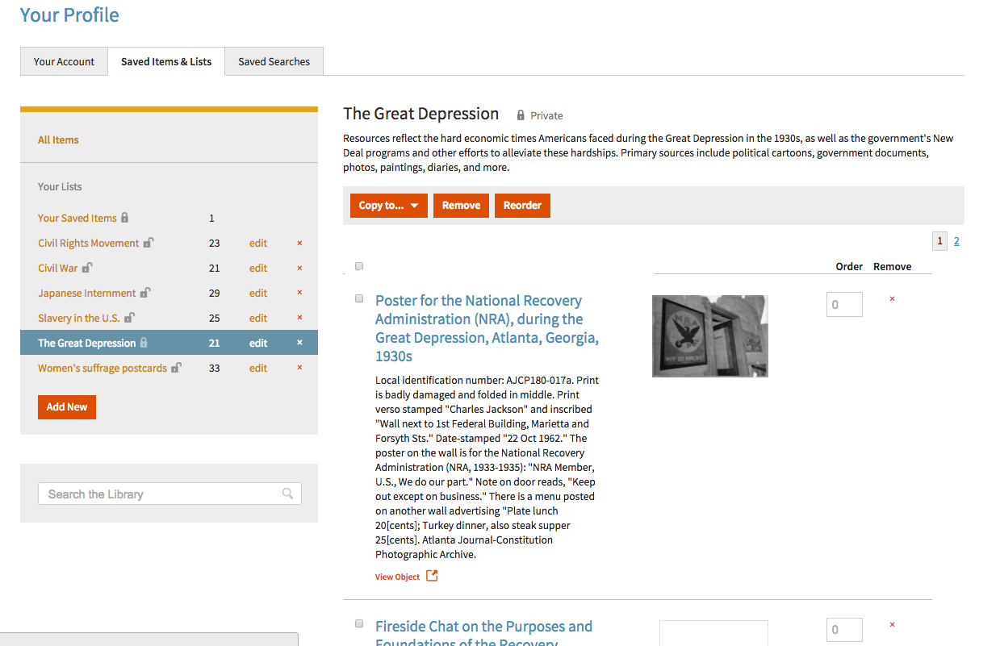 Your Profile
Your Account
Saved Items & Lists
Saved Searches
All Items
Your Lists
Your Saved Items 1
Civil Rights Movement 23 edit ×
Civil War 21 edit ×
Japanese Internment 29 edit ×
Slavery in the U.S. 25 edit ×
The Great Depression 21 edit ×
Women's suffrage postcards 33 edit ×
Add New
Search the Library
The Great Depression Private
Resources reflect the hard economic times Americans faced during the Great Depression in the 1930s, as well as the government's New
Deal programs and other efforts to alleviate these hardships. Primary sources include political cartoons, government documents,
photos, paintings, diaries, and more.
Copy to... Remove Reorder
1 2
Order Remove
Poster for the National Recovery
Administration (NRA), during the
Great Depression, Atlanta, Georgia,
1930s
Local identification number: AJCP180-017a. Print
is badly damaged and folded in middle. Print
verso stamped "Charles Jackson" and inscribed
"Wall next to 1st Federal Building, Marietta and
Forsyth Sts." Date-stamped "22 Oct 1962." The
poster on the wall is for the National Recovery
Administration (NRA, 1933-1935): "NRA Member,
U.S., We do our part." Note on door reads, "Keep
out except on business." There is a menu posted
on another wall advertising "Plate lunch
20[cents]; Turkey dinner, also steak supper
25[cents]. Atlanta Journal-Constitution
Photographic Archive.
View Object
NRA
0 ×
Fireside Chat on the Purposes and
Foundations of the Recovery
0 ×